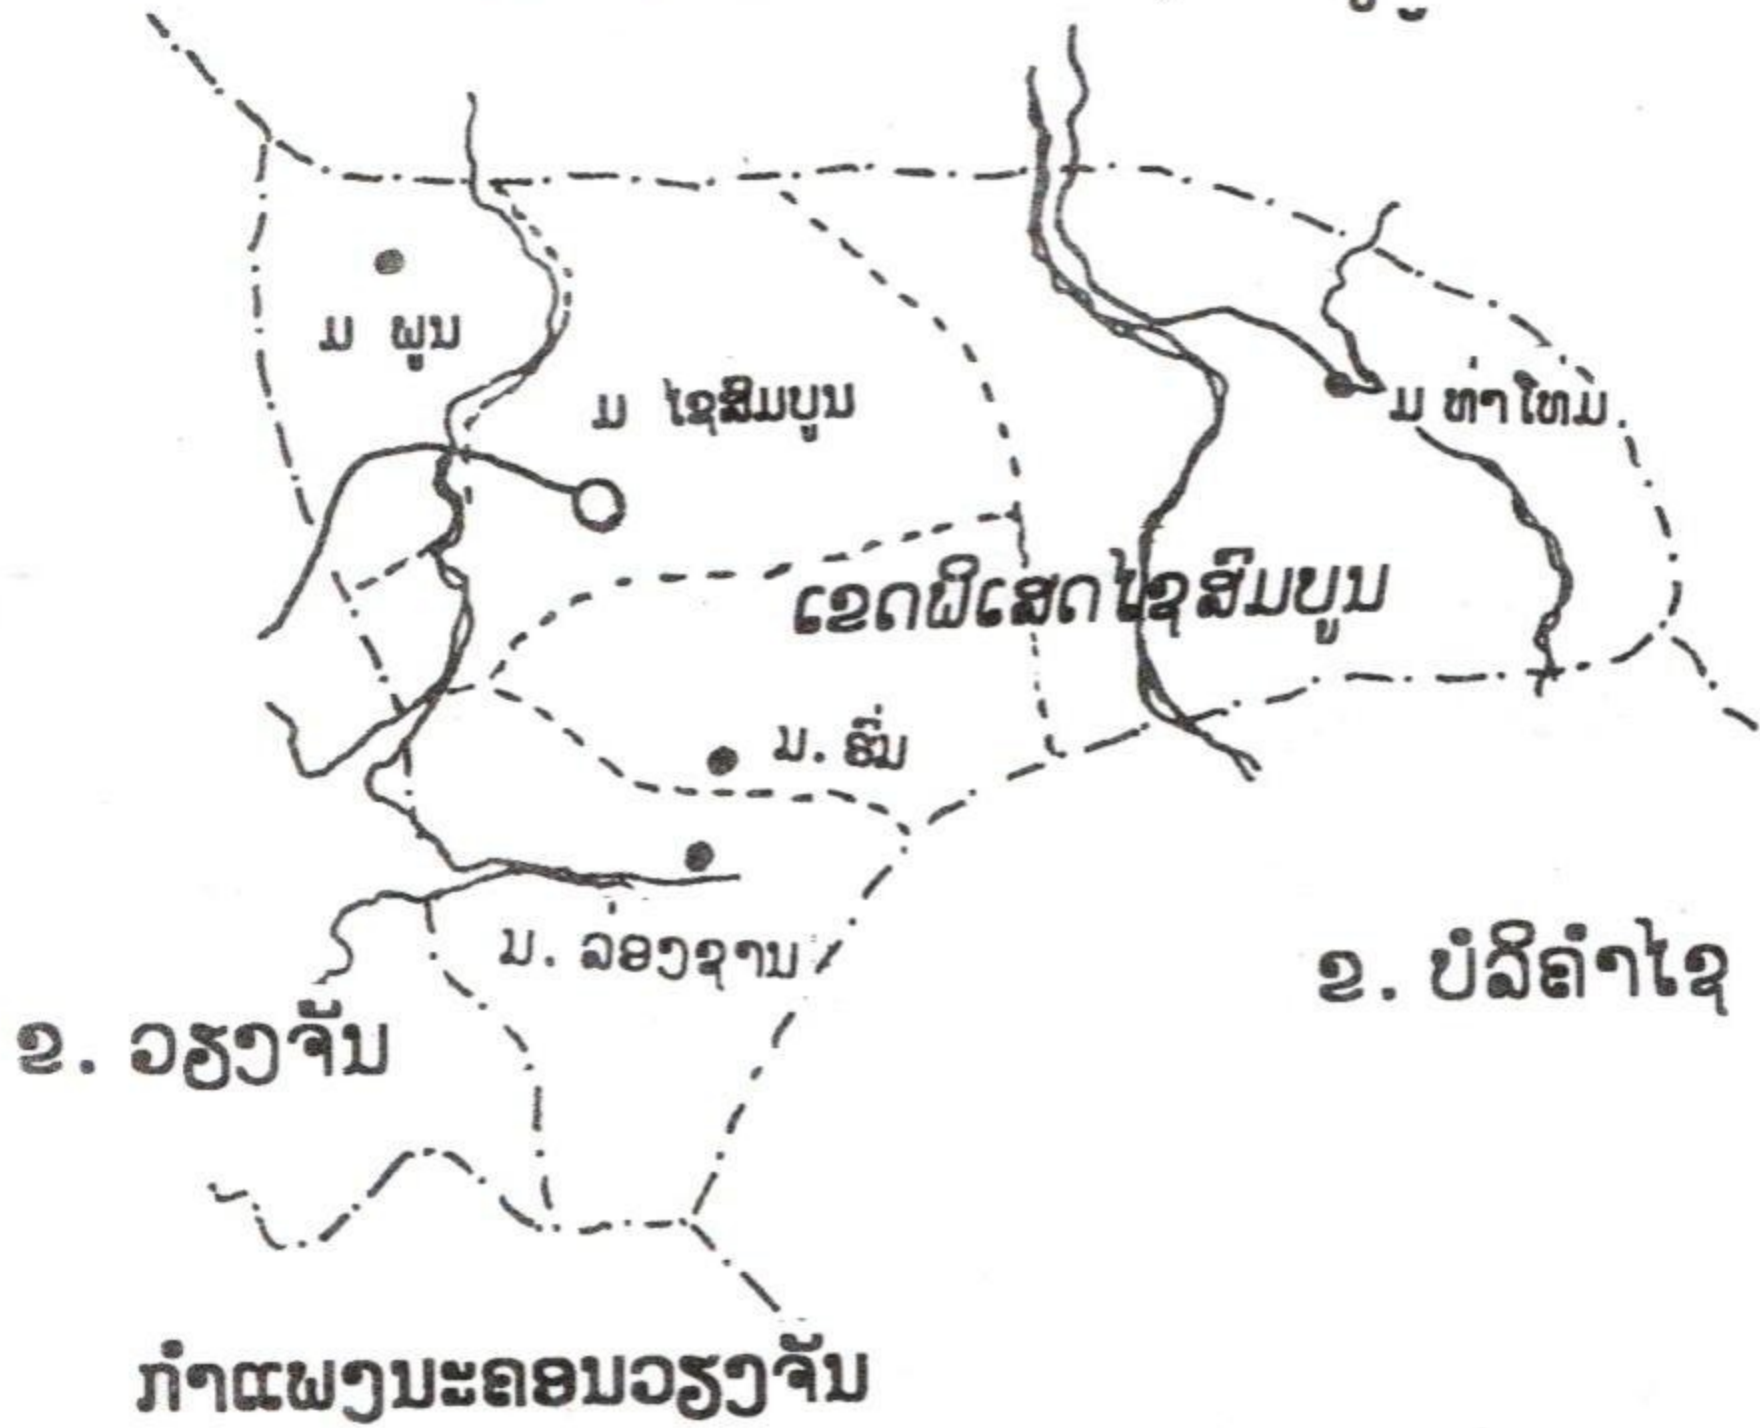 ມ ພູນ
ມ ໄຊສົມບູນ
ມ ທ່າໂທມ
ເຂດພິເສດໄຊສົມບູນ
ມ. ຮົ່ມ
ມ. ລ່ອງຊານ
ຂ. ບໍລິຄຳໄຊ
ຂ. ວຽງຈັນ
ກຳແພງນະຄອນວຽງຈັນ